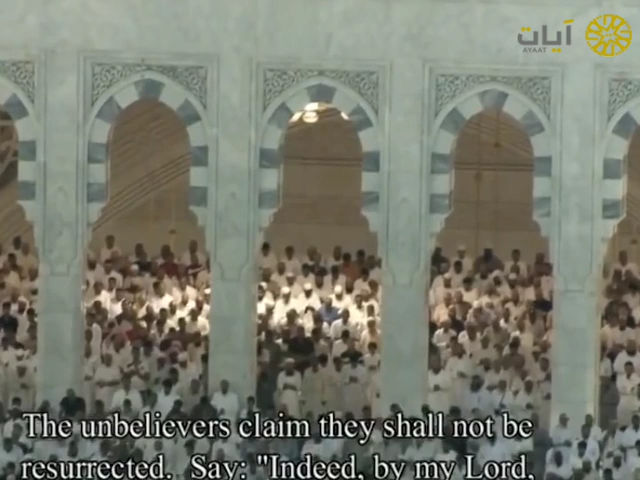 آيات
AYAAT
The unbelievers claim they shall not be
resurrected. Say: "Indeed, by my Lord,